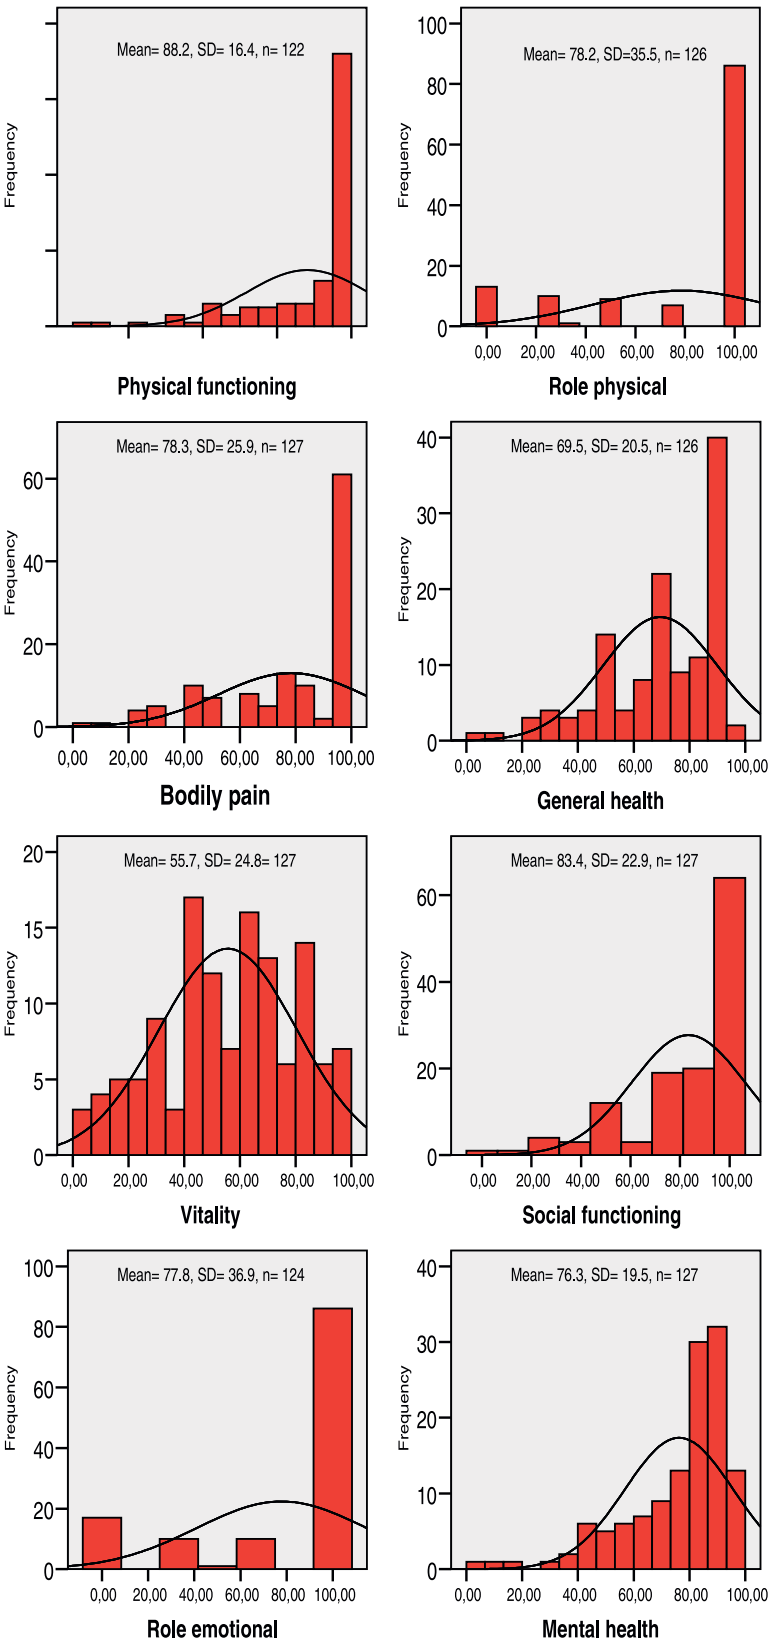 Mean= 88.2, SD= 16.4, n= 122
Frequency
Physical functioning
Mean= 78.2, SD=35.5, n= 126
Frequency
100
80
60
40
20
0
0,00 20,00 40,00 60,00 80,00 100,00
Role physical
Mean= 78.3, SD= 25.9, n= 127
Frequency
60
40
20
0
0,00 20,00 40,00 60,00 80,00 100,00
Bodily pain
Mean= 69.5, SD= 20.5, n= 126
Frequency
40
30
20
10
0
0,00 20,00 40,00 60,00 80,00 100,00
General health
Mean= 55.7, SD= 24.8= 127
Frequency
20
15
10
5
0
0,00 20,00 40,00 60,00 80,00 100,00
Vitality
Mean= 83.4, SD= 22.9, n= 127
Frequency
60
40
20
0
0,00 20,00 40,00 60,00 80,00 100,00
Social functioning
Mean= 77.8, SD= 36.9, n= 124
Frequency
100
80
60
40
20
0
0,00 20,00 40,00 60,00 80,00 100,00
Role emotional
Mean= 76.3, SD= 19.5, n= 127
Frequency
40
30
20
10
0
0,00 20,00 40,00 60,00 80,00 100,00
Mental health